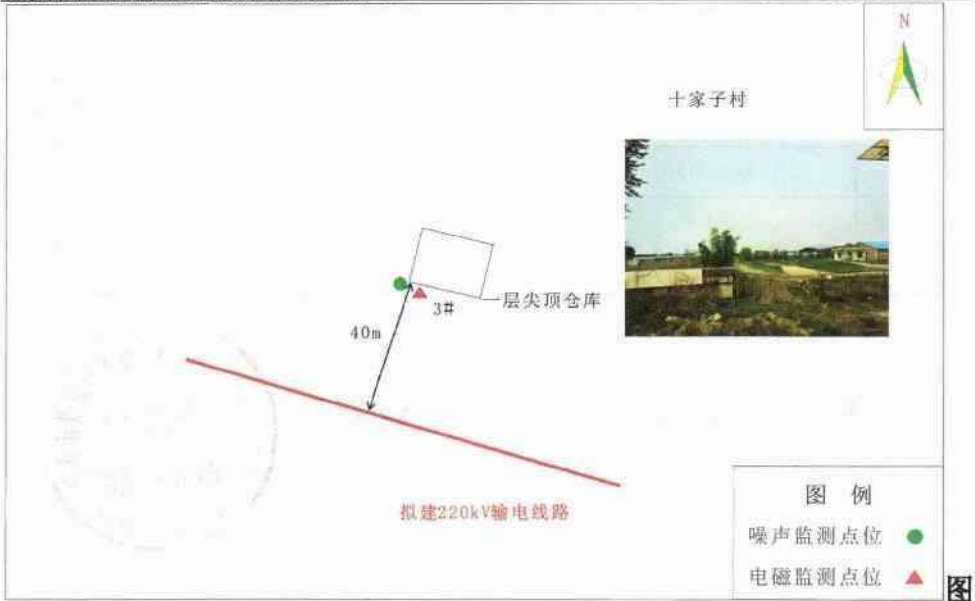 N
十家子村
一层尖顶仓库
3#
40m
拟建220kV输电线路
图 例
噪声监测点位
电磁监测点位
图